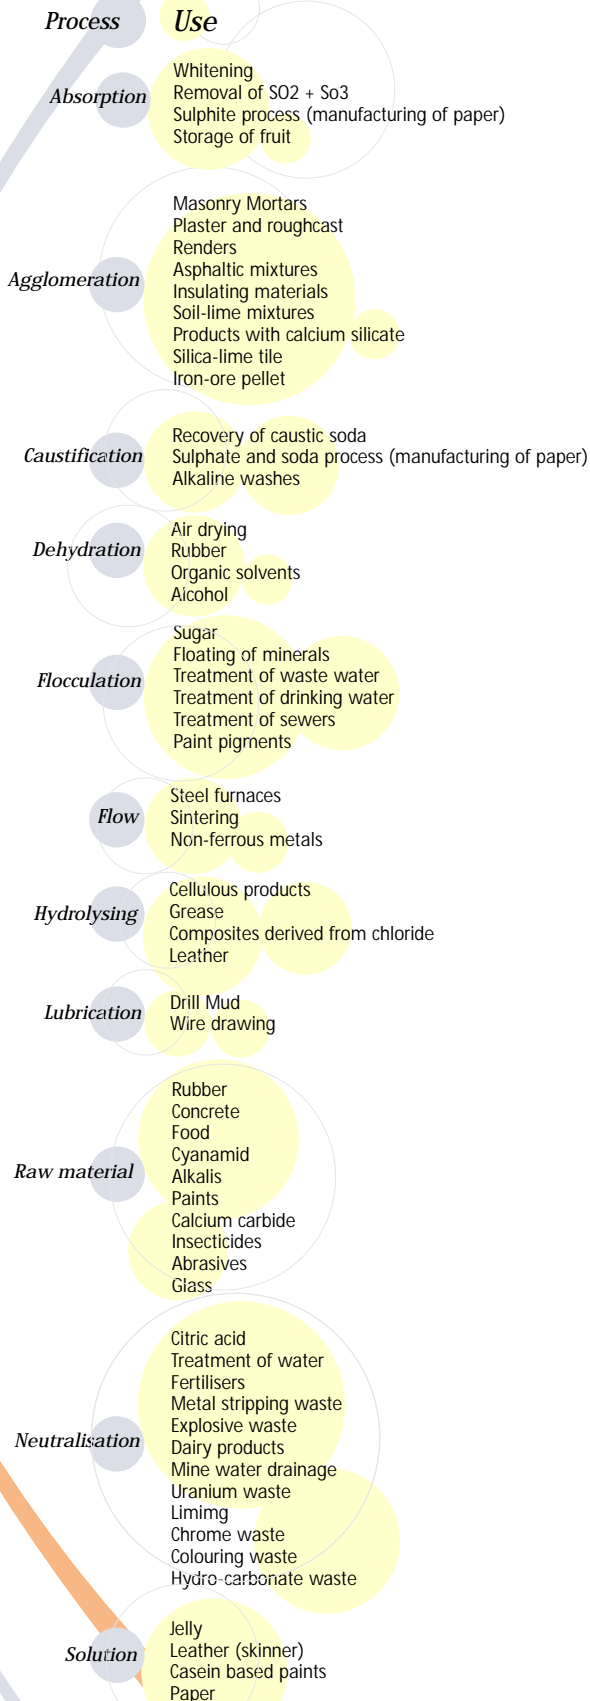 Process Use
Absorption
Whitening
Removal of SO2 + So3
Sulphite process (manufacturing of paper)
Storage of fruit
Agglomeration
Masonry Mortars
Plaster and roughcast
Renders
Asphaltic mixtures
Insulating materials
Soil-lime mixtures
Products with calcium silicate
Silica-lime tile
Iron-ore pellet
Caustification
Recovery of caustic soda
Sulphate and soda process (manufacturing of paper)
Alkaline washes
Dehydration
Air drying
Rubber
Organic solvents
Alcohol
Flocculation
Sugar
Floating of minerals
Treatment of waste water
Treatment of drinking water
Treatment of sewers
Paint pigments
Flow
Steel furnaces
Sintering
Non-ferrous metals
Hydrolysing
Cellulous products
Grease
Composites derived from chloride
Leather
Lubrication
Drill Mud
Wire drawing
Raw material
Rubber
Concrete
Food
Cyanamid
Alkalis
Paints
Calcium carbide
Insecticides
Abrasives
Glass
Neutralisation
Citric acid
Treatment of water
Fertilisers
Metal stripping waste
Explosive waste
Dairy products
Mine water drainage
Uranium waste
Limimg
Chrome waste
Colouring waste
Hydro-carbonate waste
Solution
Jelly
Leather (skinner)
Casein based paints
Paper